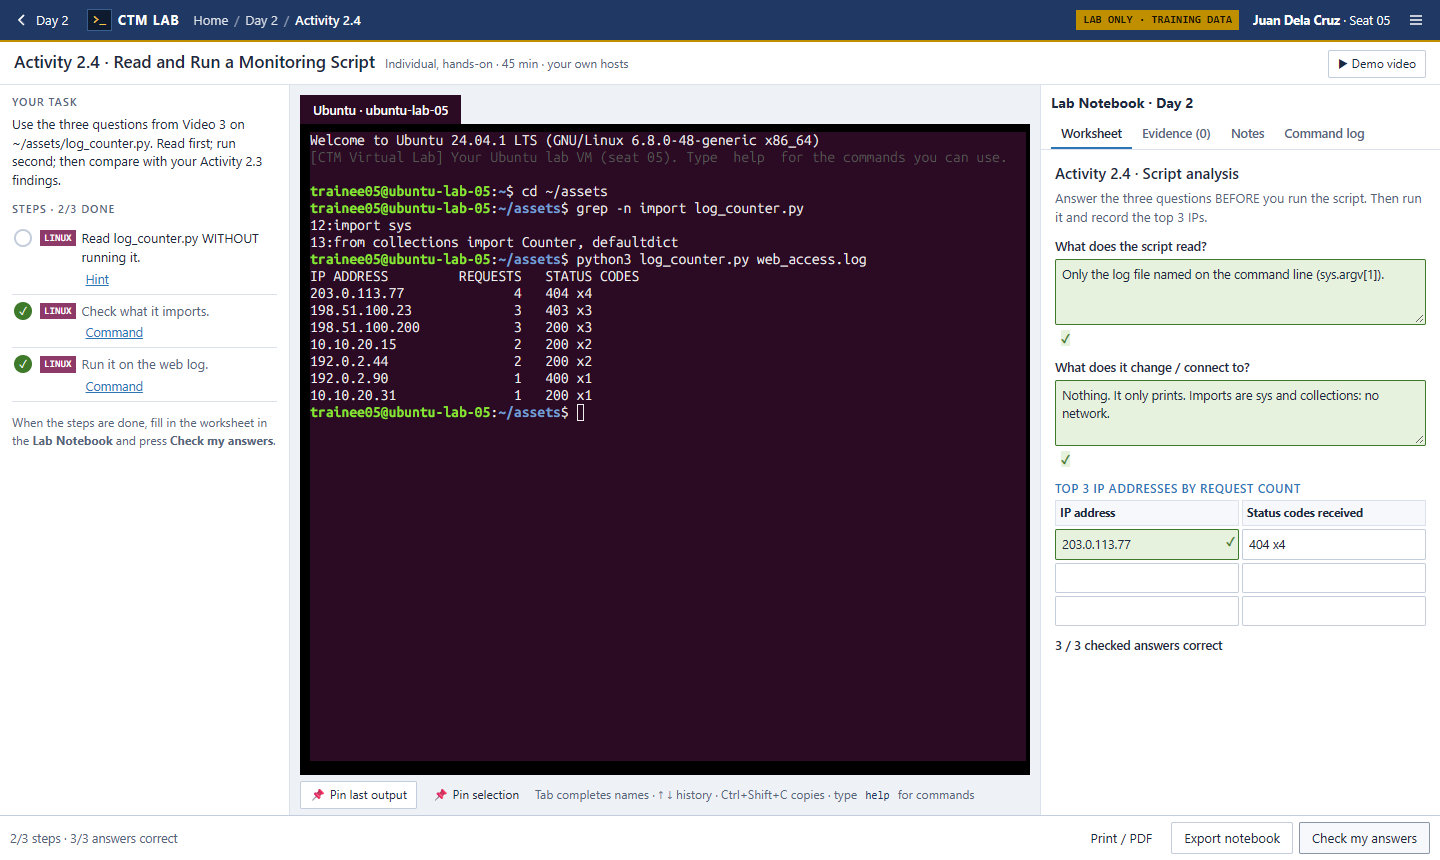 Day 2
>_
CTM LAB
Home / Day 2 / Activity 2.4
LAB ONLY · TRAINING DATA
Juan Dela Cruz · Seat 05
Activity 2.4 · Read and Run a Monitoring Script
Individual, hands-on · 45 min · your own hosts
▶ Demo video
YOUR TASK
Use the three questions from Video 3 on
~/assets/log_counter.py. Read first; run
second; then compare with your Activity 2.3
findings.
STEPS · 2/3 DONE
LINUX Read log_counter.py WITHOUT
running it.
Hint
LINUX Check what it imports.
Command
LINUX Run it on the web log.
Command
When the steps are done, fill in the worksheet in
the Lab Notebook and press Check my answers.
Ubuntu · ubuntu-lab-05
Welcome to Ubuntu 24.04.1 LTS (GNU/Linux 6.8.0-48-generic x86_64)
[CTM Virtual Lab] Your Ubuntu lab VM (seat 05). Type  help  for the commands you can use.
trainee05@ubuntu-lab-05:~$ cd ~/assets
trainee05@ubuntu-lab-05:~/assets$ grep -n import log_counter.py
12:import sys
13:from collections import Counter, defaultdict
trainee05@ubuntu-lab-05:~/assets$ python3 log_counter.py web_access.log
IP ADDRESS REQUESTS STATUS CODES
203.0.113.77 4 404 x4
198.51.100.23 3 403 x3
198.51.100.200 3 200 x3
10.10.20.15 2 200 x2
192.0.2.44 2 200 x2
192.0.2.90 1 400 x1
10.10.20.31 1 200 x1
trainee05@ubuntu-lab-05:~/assets$
📌 Pin last output
📌 Pin selection
Tab completes names · ↑ ↓ history · Ctrl+Shift+C copies · type help for commands
Lab Notebook · Day 2
Worksheet
Evidence (0)
Notes
Command log
Activity 2.4 · Script analysis
Answer the three questions BEFORE you run the script. Then run
it and record the top 3 IPs.
What does the script read?
Only the log file named on the command line (sys.argv[1]).
✓
What does it change / connect to?
Nothing. It only prints. Imports are sys and collections: no
network.
✓
TOP 3 IP ADDRESSES BY REQUEST COUNT
IP address Status codes received
203.0.113.77 ✓ 404 x4
3 / 3 checked answers correct
2/3 steps · 3/3 answers correct
Print / PDF
Export notebook
Check my answers